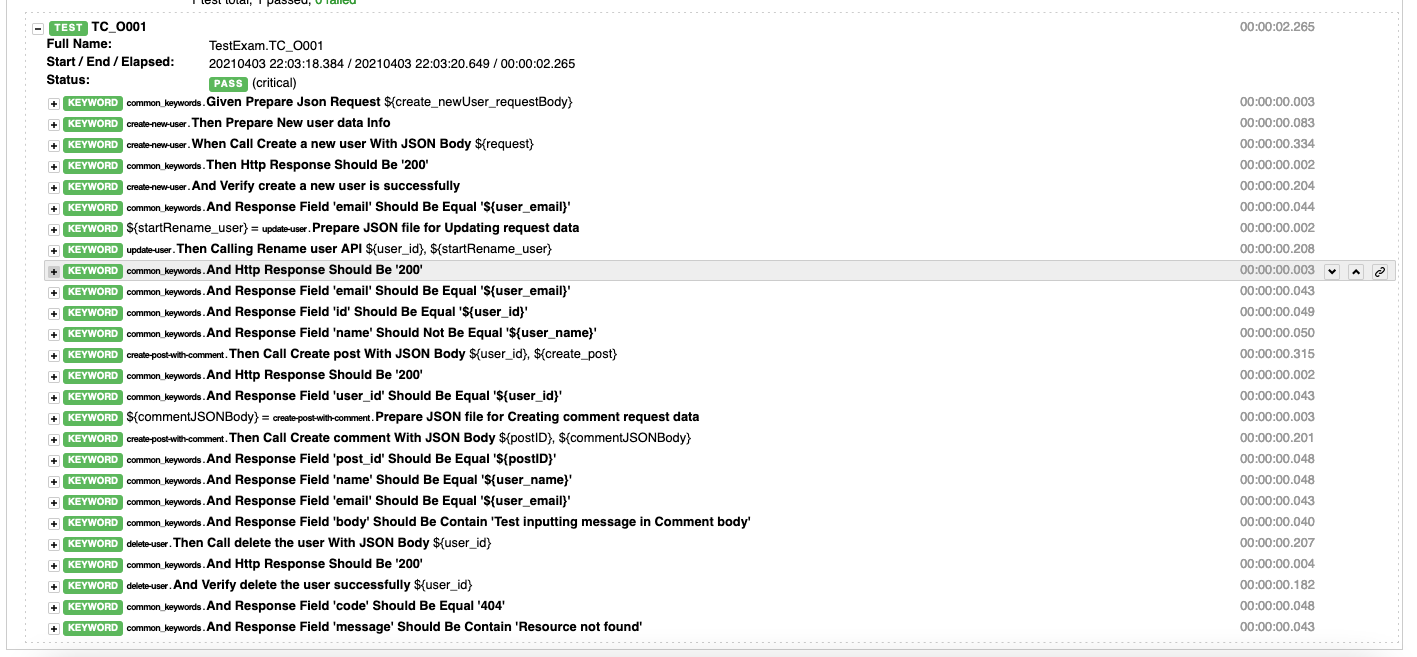 1 test total, 1 passed, 0 failed
TEST TC_O001 00:00:02.265
Full Name: TestExam.TC_O001
Start / End / Elapsed: 20210403 22:03:18.384 / 20210403 22:03:20.649 / 00:00:02.265
Status: PASS (critical)
KEYWORD common_keywords.Given Prepare Json Request ${create_newUser_requestBody} 00:00:00.003
KEYWORD create-new-user.Then Prepare New user data Info 00:00:00.083
KEYWORD create-new-user.When Call Create a new user With JSON Body ${request} 00:00:00.334
KEYWORD common_keywords.Then Http Response Should Be '200' 00:00:00.002
KEYWORD create-new-user.And Verify create a new user is successfully 00:00:00.204
KEYWORD common_keywords.And Response Field 'email' Should Be Equal '${user_email}' 00:00:00.044
KEYWORD ${startRename_user} = update-user.Prepare JSON file for Updating request data 00:00:00.002
KEYWORD update-user.Then Calling Rename user API ${user_id}, ${startRename_user} 00:00:00.208
KEYWORD common_keywords.And Http Response Should Be '200' 00:00:00.003
KEYWORD common_keywords.And Response Field 'email' Should Be Equal '${user_email}' 00:00:00.043
KEYWORD common_keywords.And Response Field 'id' Should Be Equal '${user_id}' 00:00:00.049
KEYWORD common_keywords.And Response Field 'name' Should Not Be Equal '${user_name}' 00:00:00.050
KEYWORD create-post-with-comment.Then Call Create post With JSON Body ${user_id}, ${create_post} 00:00:00.315
KEYWORD common_keywords.And Http Response Should Be '200' 00:00:00.002
KEYWORD common_keywords.And Response Field 'user_id' Should Be Equal '${user_id}' 00:00:00.043
KEYWORD ${commentJSONBody} = create-post-with-comment.Prepare JSON file for Creating comment request data 00:00:00.003
KEYWORD create-post-with-comment.Then Call Create comment With JSON Body ${postID}, ${commentJSONBody} 00:00:00.201
KEYWORD common_keywords.And Response Field 'post_id' Should Be Equal '${postID}' 00:00:00.048
KEYWORD common_keywords.And Response Field 'name' Should Be Equal '${user_name}' 00:00:00.048
KEYWORD common_keywords.And Response Field 'email' Should Be Equal '${user_email}' 00:00:00.043
KEYWORD common_keywords.And Response Field 'body' Should Be Contain 'Test inputting message in Comment body' 00:00:00.040
KEYWORD delete-user.Then Call delete the user With JSON Body ${user_id} 00:00:00.207
KEYWORD common_keywords.And Http Response Should Be '200' 00:00:00.004
KEYWORD delete-user.And Verify delete the user successfully ${user_id} 00:00:00.182
KEYWORD common_keywords.And Response Field 'code' Should Be Equal '404' 00:00:00.048
KEYWORD common_keywords.And Response Field 'message' Should Be Contain 'Resource not found' 00:00:00.043